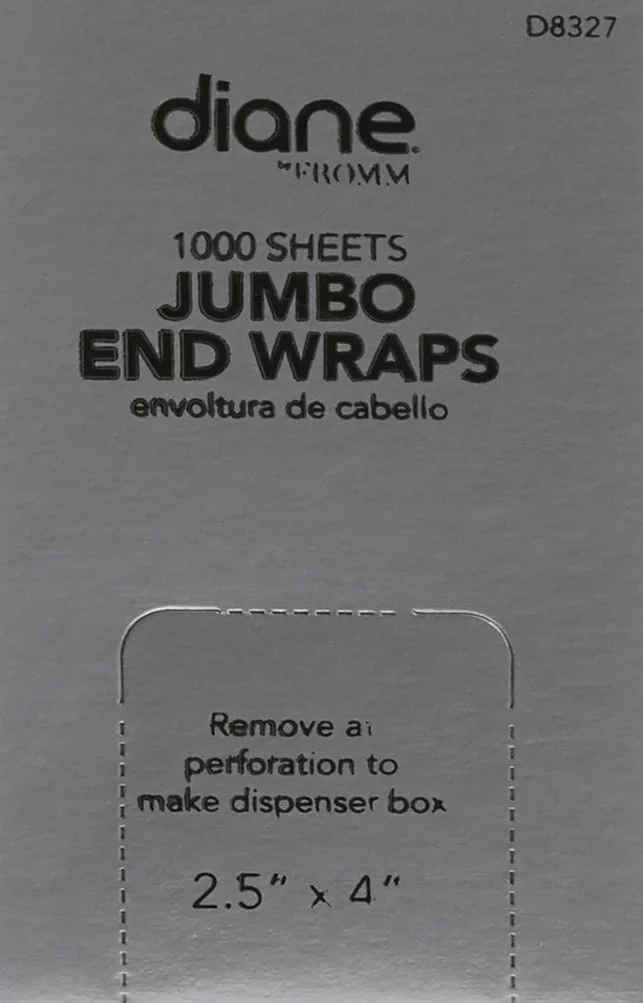 D8327
diane.
by FROMM
1000 SHEETS
JUMBO
END WRAPS
envoltura de cabello
Remove at
perforation to
make dispenser box
2.5" x 4"